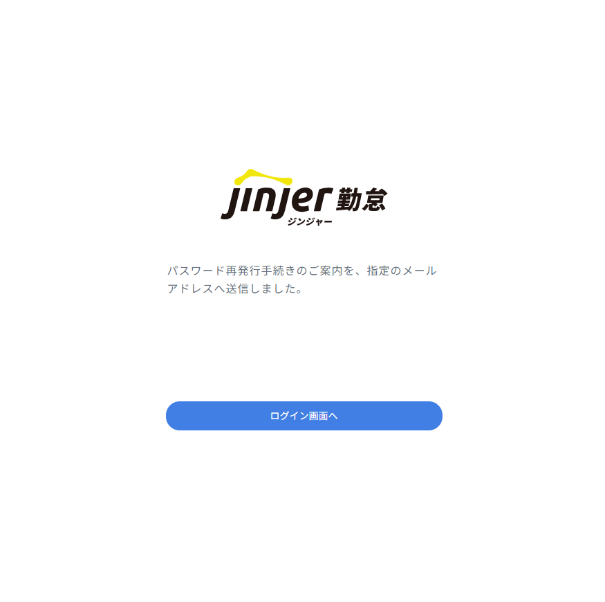 jinjer 勤怠
ジンジャー
パスワード再発行手続きのご案内を、指定のメール
アドレスへ送信しました。
ログイン画面へ